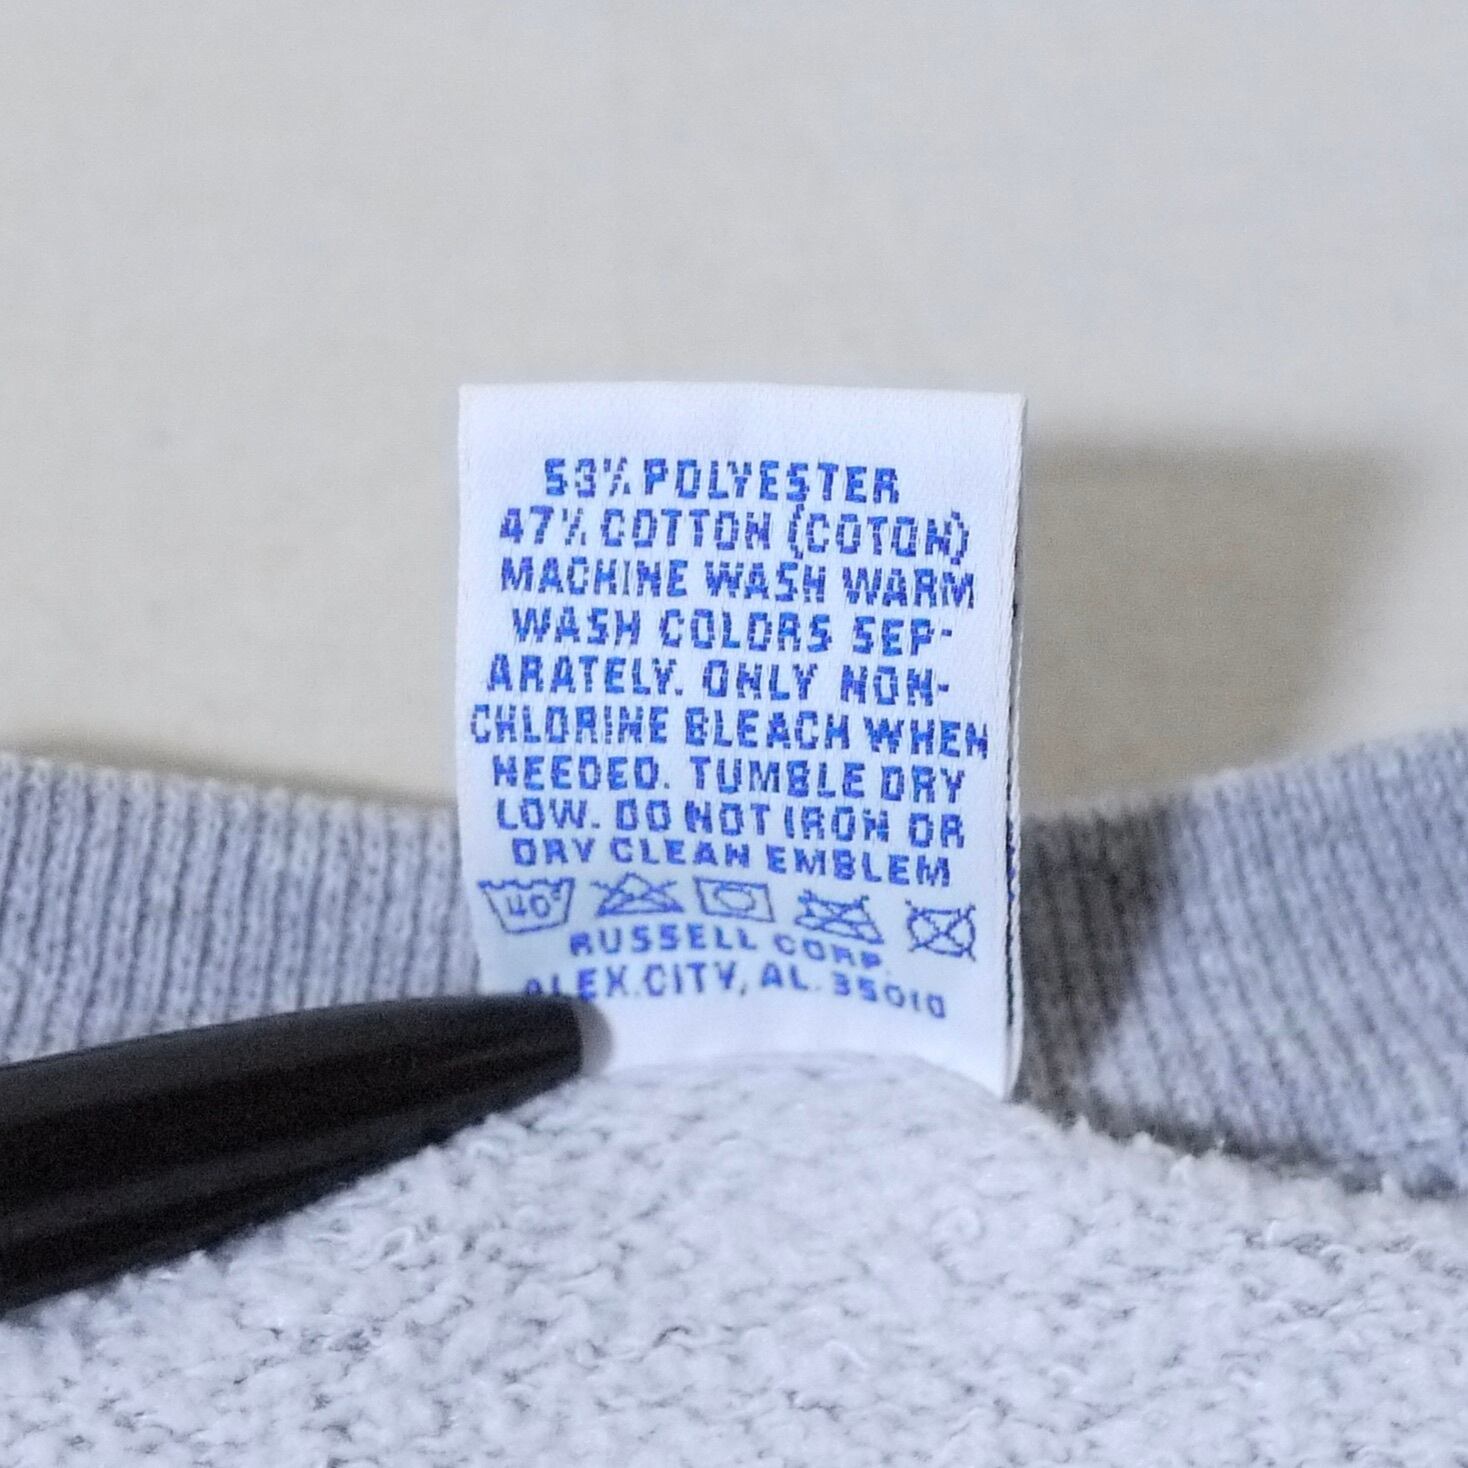 53% POLYESTER
47% COTTON (COTON)
MACHINE WASH WARM
WASH COLORS SEP-
ARATELY. ONLY NON-
CHLORINE BLEACH WHEN
NEEDED. TUMBLE DRY
LOW. DO NOT IRON OR
DRY CLEAN EMBLEM
40°
RUSSELL CORP.
ALEX.CITY, AL. 35010